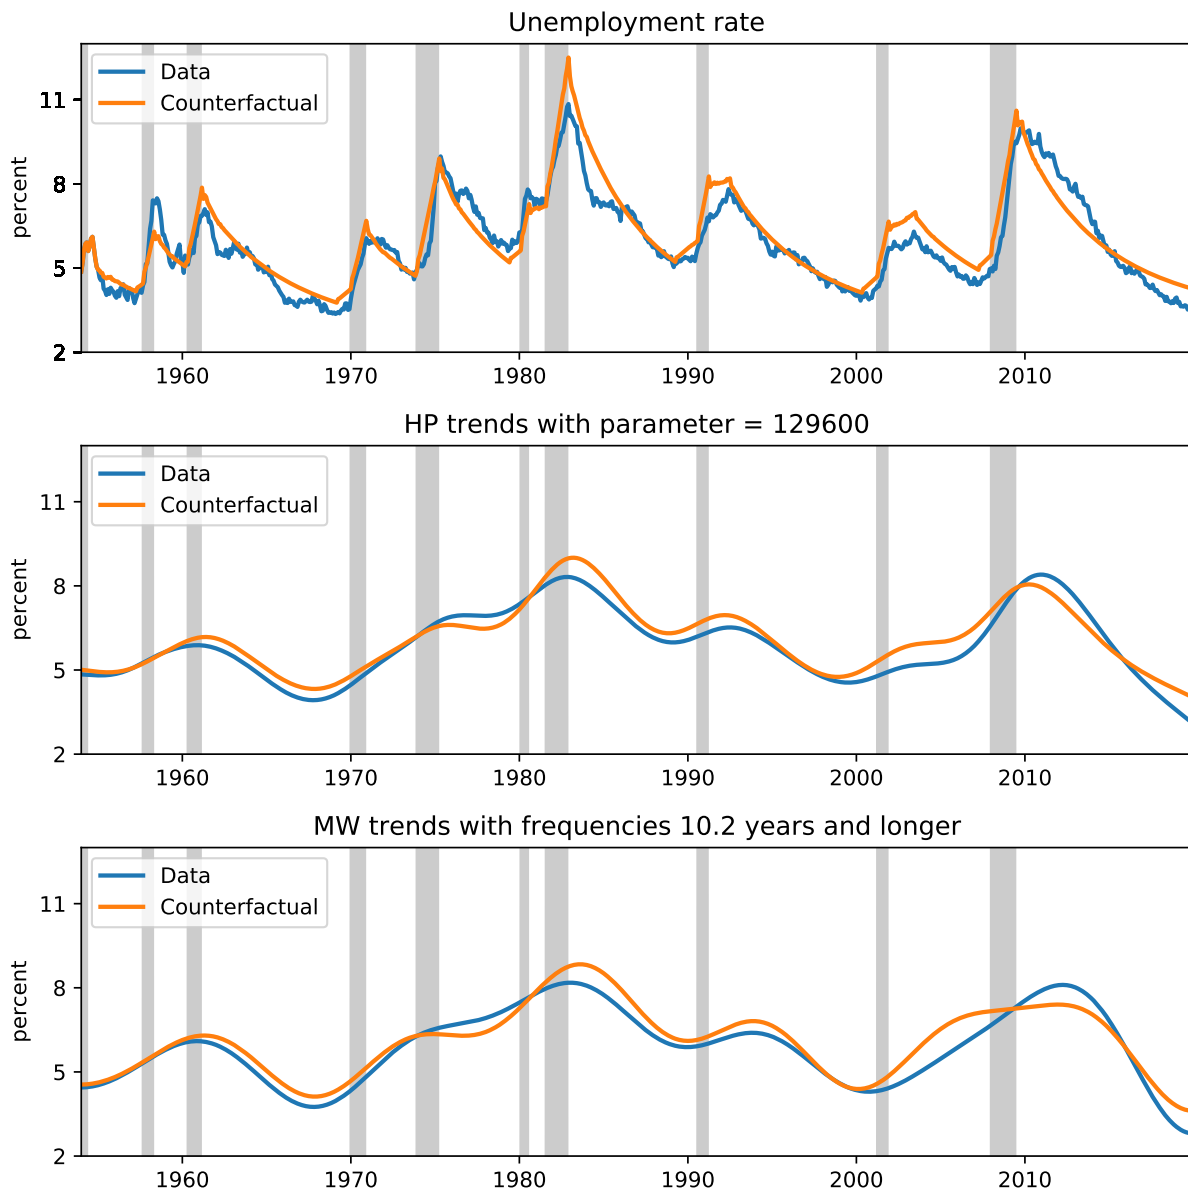 Unemployment rate
percent
11
8
5
2
Data
Counterfactual
1960 1970 1980 1990 2000 2010
HP trends with parameter = 129600
percent
11
8
5
2
Data
Counterfactual
1960 1970 1980 1990 2000 2010
MW trends with frequencies 10.2 years and longer
percent
11
8
5
2
Data
Counterfactual
1960 1970 1980 1990 2000 2010